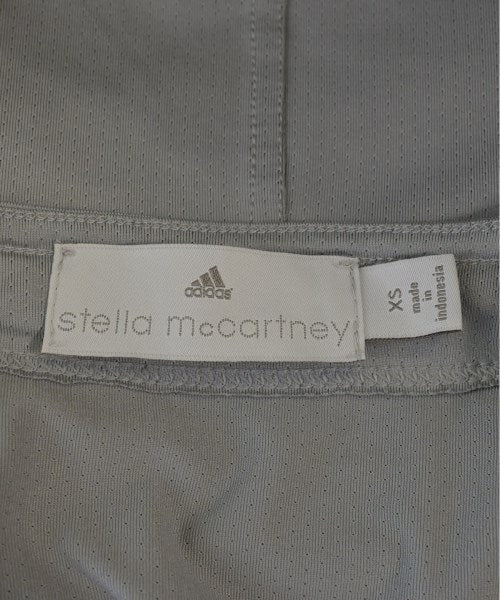 adidas
stella mccartney
XS
made
in
indonesia